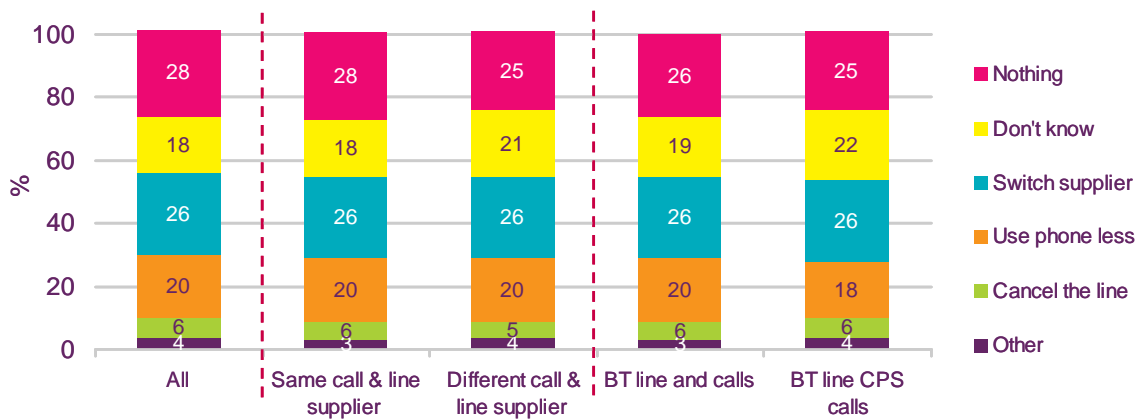 100
80
60
40
20
0
%
28
18
26
20
6
4
28
18
26
20
6
3
25
21
26
20
5
4
26
19
26
20
6
3
25
22
26
18
6
4
All
Same call & line
supplier
Different call &
line supplier
BT line and calls
BT line CPS
calls
Nothing
Don't know
Switch supplier
Use phone less
Cancel the line
Other